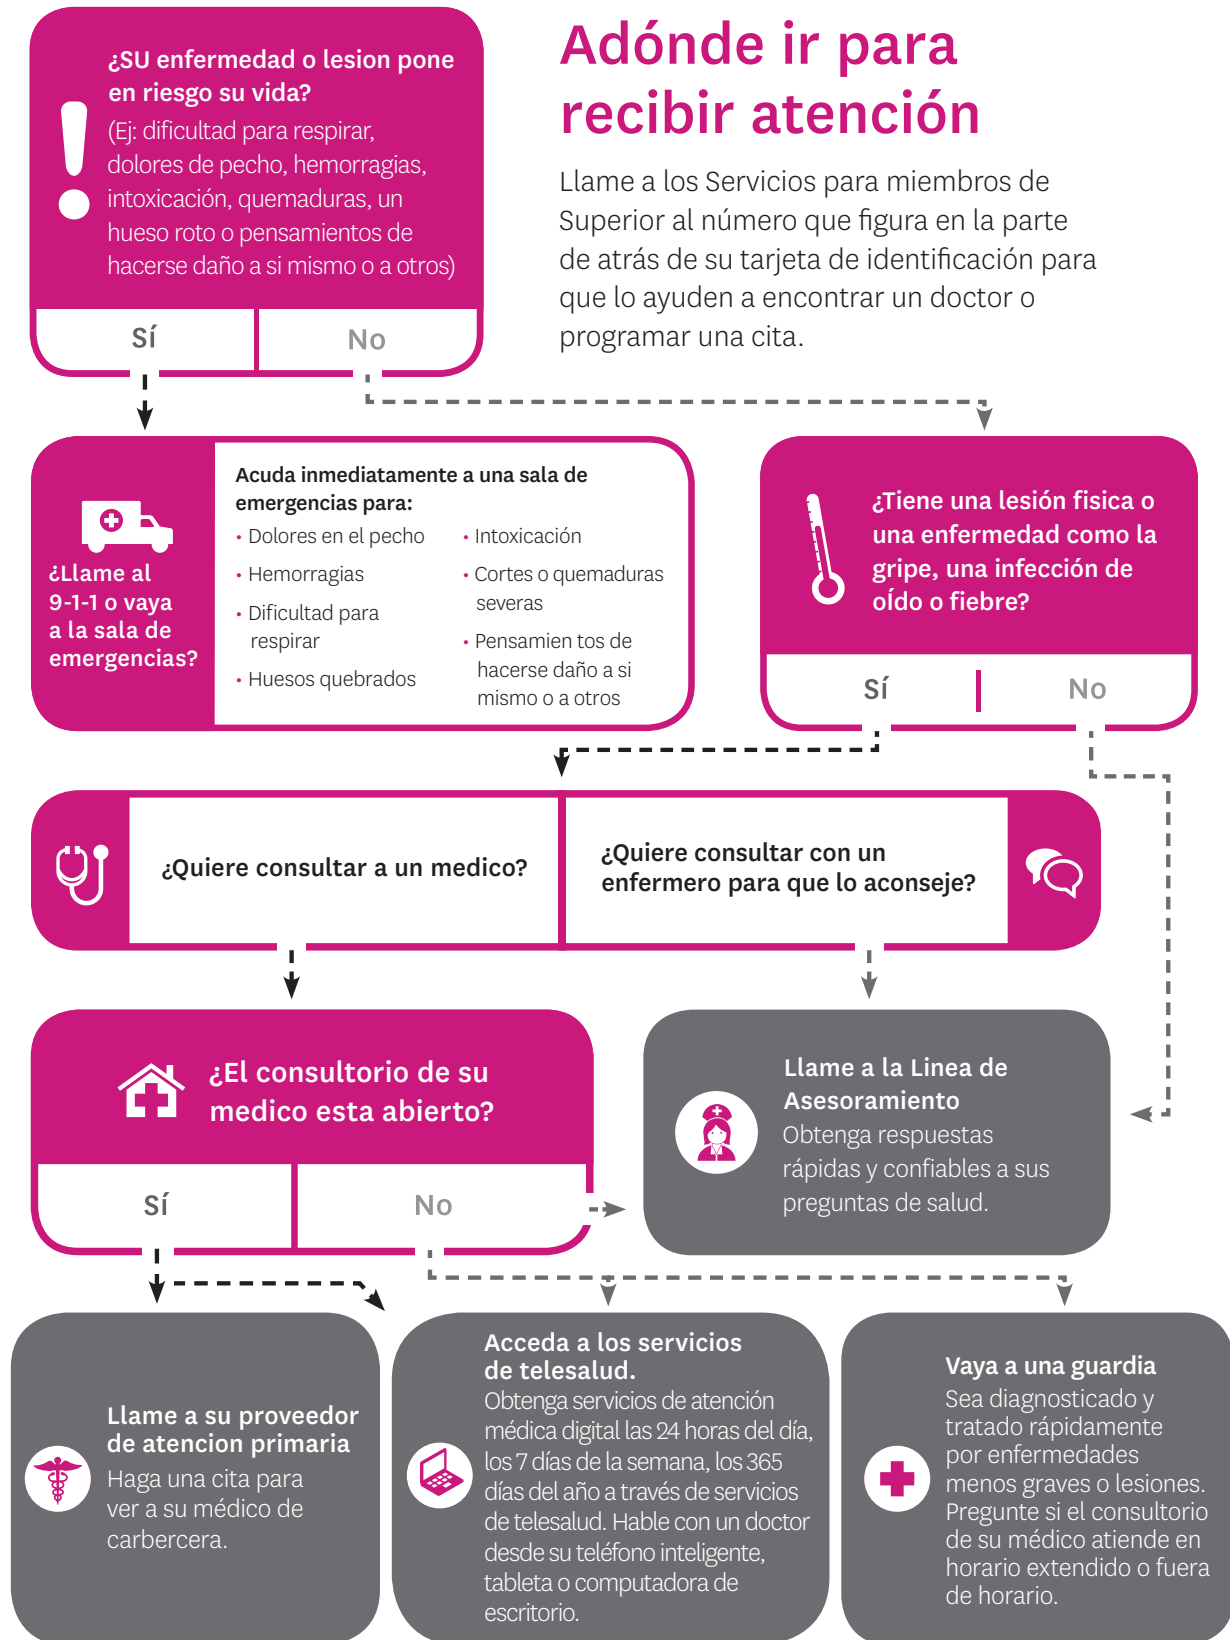 ¿SU enfermedad o lesion pone
en riesgo su vida?
(Ej: dificultad para respirar,
dolores de pecho, hemorragias,
intoxicación, quemaduras, un
hueso roto o pensamientos de
hacerse daño a si mismo o a otros)
Sí
No
Adónde ir para
recibir atención
Llame a los Servicios para miembros de
Superior al número que figura en la parte
de atrás de su tarjeta de identificación para
que lo ayuden a encontrar un doctor o
programar una cita.
¿Llame al
9-1-1 o vaya
a la sala de
emergencias?
Acuda inmediatamente a una sala de
emergencias para:
• Dolores en el pecho
• Hemorragias
• Dificultad para
respirar
• Huesos quebrados
• Intoxicación
• Cortes o quemaduras
severas
• Pensamien tos de
hacerse daño a si
mismo o a otros
¿Tiene una lesión fisica o
una enfermedad como la
gripe, una infección de
oÍdo o fiebre?
Sí
No
¿Quiere consultar a un medico?
¿Quiere consultar con un
enfermero para que lo aconseje?
¿El consultorio de su
medico esta abierto?
Sí
No
Llame a la Linea de
Asesoramiento
Obtenga respuestas
rápidas y confiables a sus
preguntas de salud.
Llame a su proveedor
de atencion primaria
Haga una cita para
ver a su médico de
carbercera.
Acceda a los servicios
de telesalud.
Obtenga servicios de atención
médica digital las 24 horas del día,
los 7 días de la semana, los 365
días del año a través de servicios
de telesalud. Hable con un doctor
desde su teléfono inteligente,
tableta o computadora de
escritorio.
Vaya a una guardia
Sea diagnosticado y
tratado rápidamente
por enfermedades
menos graves o lesiones.
Pregunte si el consultorio
de su médico atiende en
horario extendido o fuera
de horario.